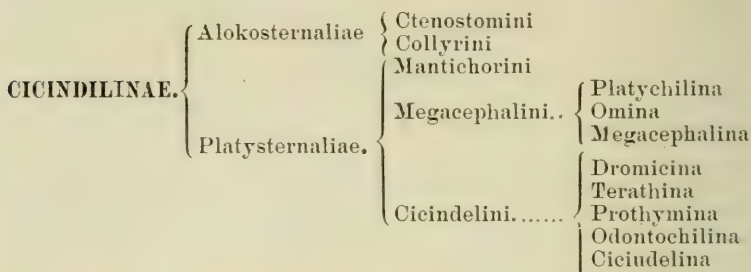 CICINDILINAE.
Alokosternaliae
Ctenostomini
Collyrini
Platysternaliae.
Mantichorini
Megacephalini..
Platychilina
Omina
Megacephalina
Cicindelini......
Dromicina
Terathina
Prothymina
Odontochilina
Ciciudelina